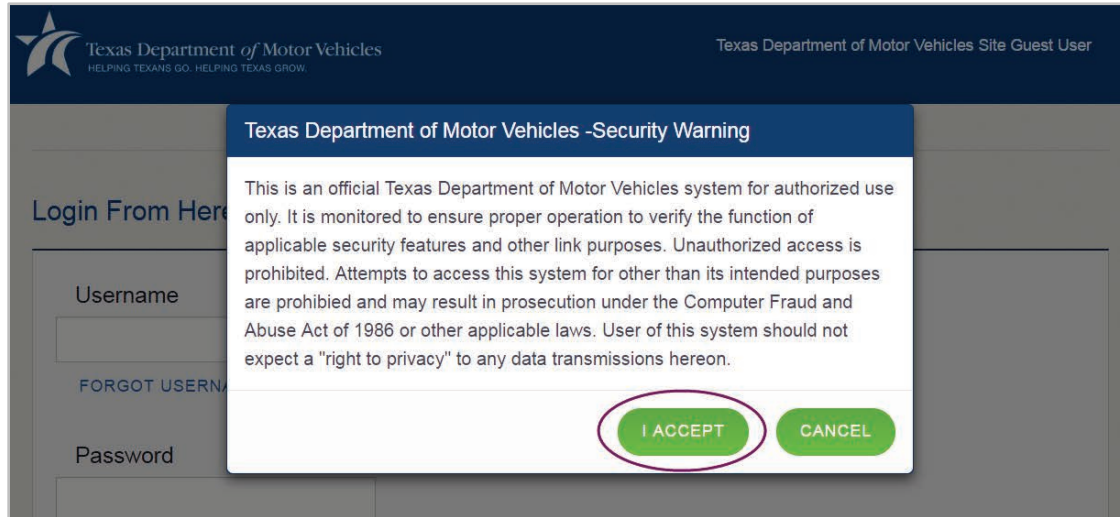 Texas Department of Motor Vehicles
HELPING TEXANS GO. HELPING TEXAS GROW.
Texas Department of Motor Vehicles Site Guest User
Texas Department of Motor Vehicles -Security Warning
This is an official Texas Department of Motor Vehicles system for authorized use
only. It is monitored to ensure proper operation to verify the function of
applicable security features and other link purposes. Unauthorized access is
prohibited. Attempts to access this system for other than its intended purposes
are prohibied and may result in prosecution under the Computer Fraud and
Abuse Act of 1986 or other applicable laws. User of this system should not
expect a "right to privacy" to any data transmissions hereon.
I ACCEPT
CANCEL
Login From Here
Username
FORGOT USERNA
Password